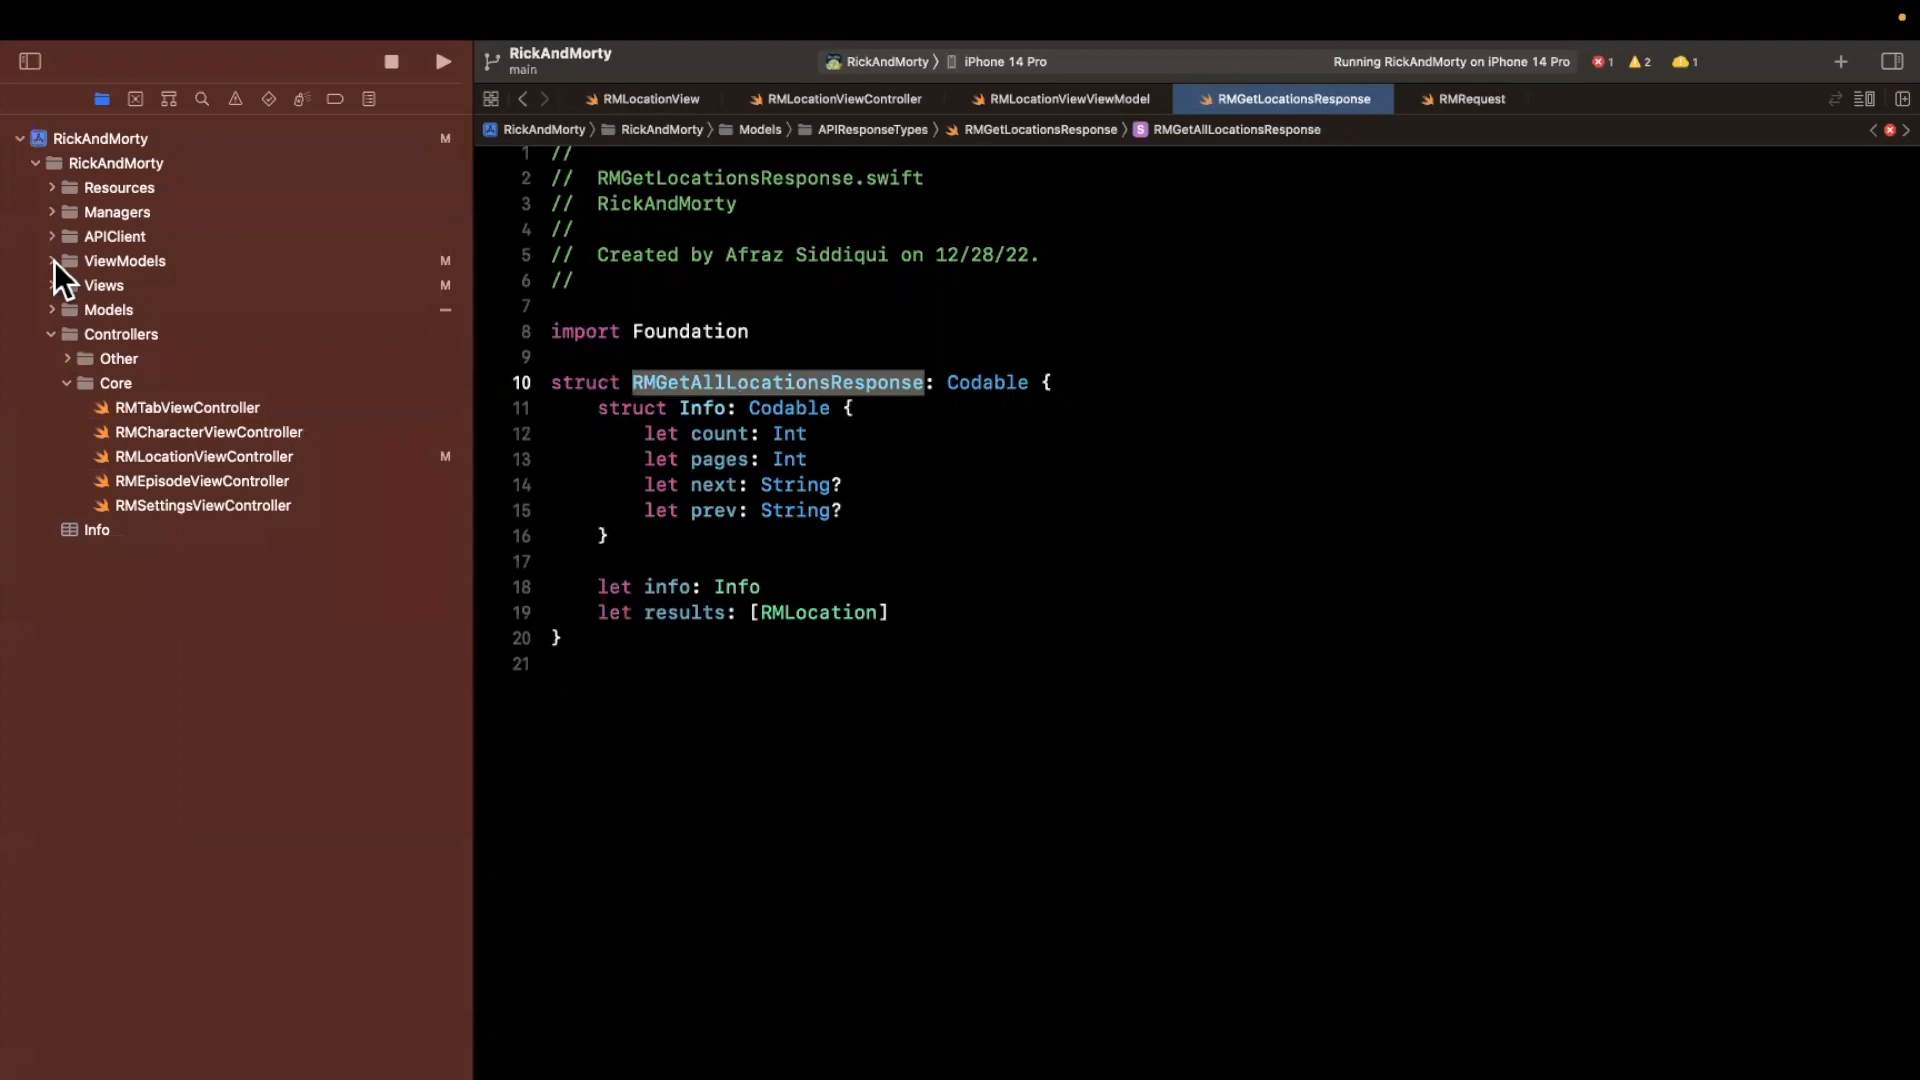 RickAndMorty
main
RickAndMorty
iPhone 14 Pro
Running RickAndMorty on iPhone 14 Pro
1
2
1
RMLocationView
RMLocationViewController
RMLocationViewViewModel
RMGetLocationsResponse
RMRequest
RickAndMorty
RickAndMorty
Models
APIResponseTypes
RMGetLocationsResponse
S RMGetAllLocationsResponse
RickAndMorty M
RickAndMorty
Resources
Managers
APIClient
ViewModels M
Views M
Models
Controllers
Other
Core
RMTabViewController
RMCharacterViewController
RMLocationViewController M
RMEpisodeViewController
RMSettingsViewController
Info
1 //
2 // RMGetLocationsResponse.swift
3 // RickAndMorty
4 //
5 // Created by Afraz Siddiqui on 12/28/22.
6 //
7
8 import Foundation
9
10 struct RMGetAllLocationsResponse: Codable {
11 struct Info: Codable {
12 let count: Int
13 let pages: Int
14 let next: String?
15 let prev: String?
16 }
17
18 let info: Info
19 let results: [RMLocation]
20 }
21